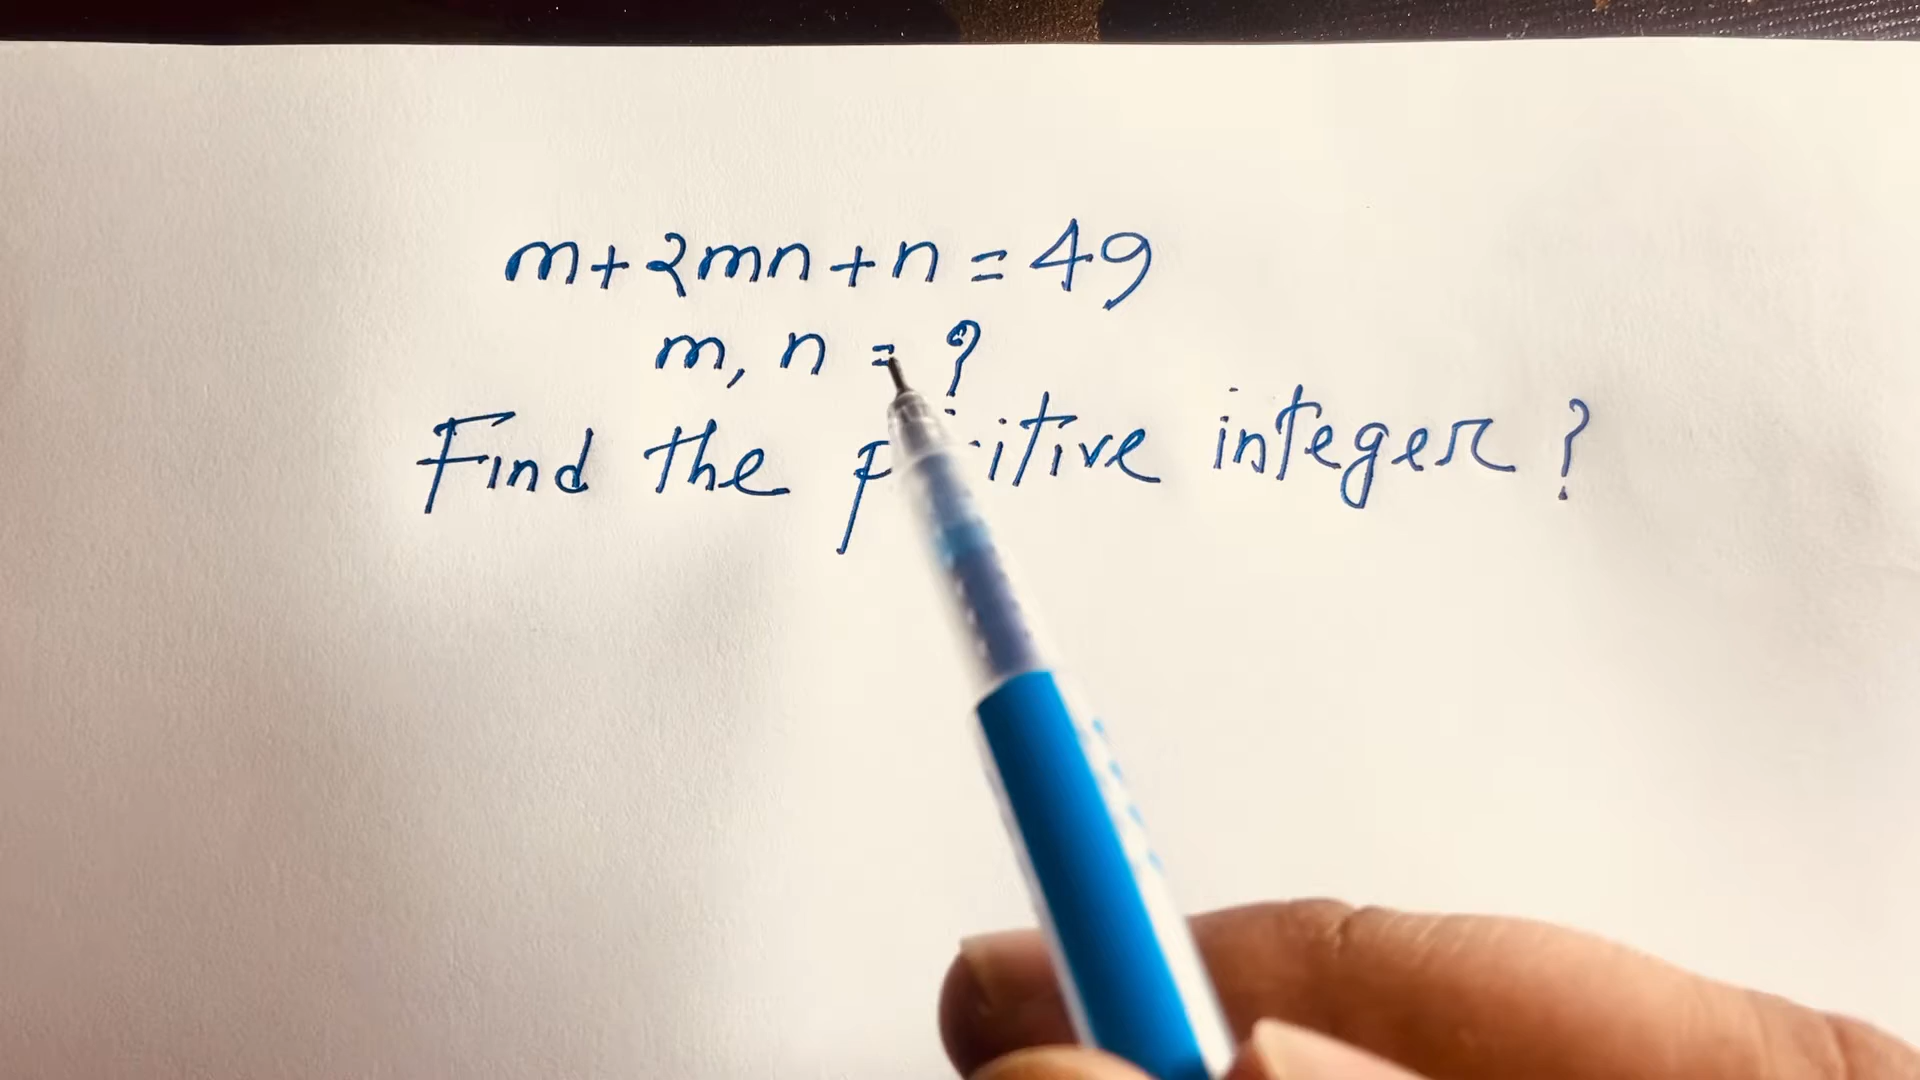 m+2mn+n=49
m, n = ?
Find the integer ?